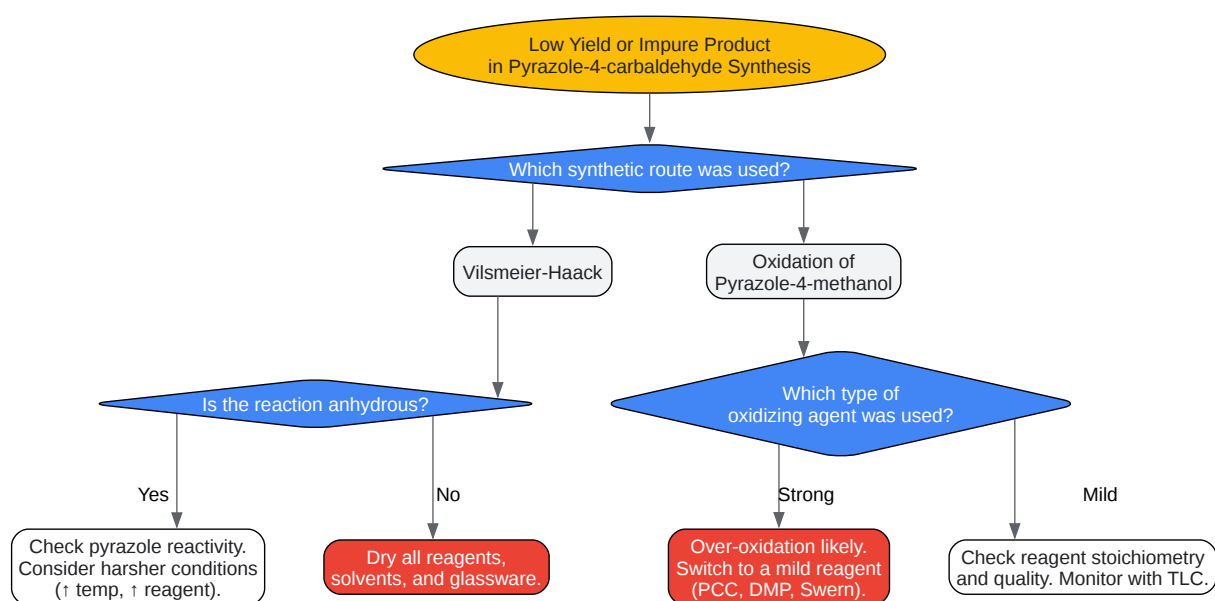 Low Yield or Impure Product
in Pyrazole-4-carbaldehyde Synthesis
Which synthetic route was used?
Vilsmeier-Haack
Oxidation of
Pyrazole-4-methanol
Is the reaction anhydrous?
Which type of
oxidizing agent was used?
Yes
No
Strong
Mild
Check pyrazole reactivity.
Consider harsher conditions
(↑ temp, ↑ reagent).
Dry all reagents,
solvents, and glassware.
Over-oxidation likely.
Switch to a mild reagent
(PCC, DMP, Swern).
Check reagent stoichiometry
and quality. Monitor with TLC.